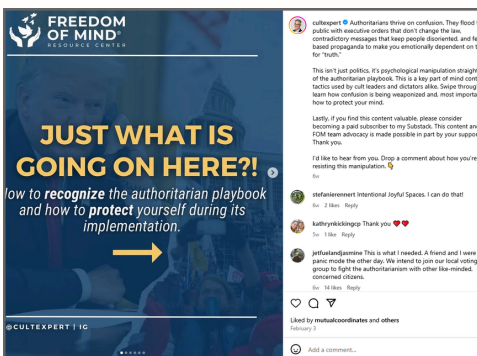 FREEDOM
OF MIND®
RESOURCE CENTER
JUST WHAT IS
GOING ON HERE?!
How to recognize the authoritarian playbook
and how to protect yourself during its
implementation.
@CULTEXPERT | IG
cultexpert Authoritarians thrive on confusion. They flood
public with executive orders that don't change the law,
contradictory messages that keep people disoriented, and
based propaganda to make you emotionally dependent on
for "truth."
This isn't just politics, it's psychological manipulation straight
of the authoritarian playbook. This is a key part of mind
tactics used by cult leaders and dictators alike. Swipe
learn how confusion is being weaponized and, most
how to protect your mind.
Lastly, if you find this content valuable, please consider
becoming a paid subscriber to my Substack. This content
FOM team advocacy is made possible in part by your
Thank you.
I'd like to hear from you. Drop a comment about how you're
resisting this manipulation.
6w
stefanierennert Intentional Joyful Spaces. I can do that!
6w 2 likes Reply
kathrynkickingcp Thank you
5w 1 like Reply
jetfuelandjasmine This is what I needed. A friend and I were
panic mode the other day. We intend to join our local voting
group to fight the authoritarianism with other like-minded,
concerned citizens.
6w 14 likes Reply
Liked by mutualcoordinates and others
February 3
Add a comment...